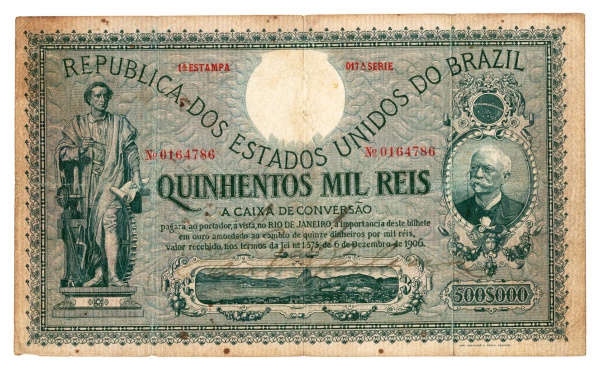 1ª ESTAMPA 017ª SERIE
REPUBLICA DOS ESTADOS UNIDOS DO BRAZIL
Nº 0164786 Nº 0164786
QUINHENTOS MIL REIS
A CAIXA DE CONVERSÃO
pagará ao portador, á vista, no RIO DE JANEIRO, a importancia deste bilhete
em ouro amoedado ao cambio de quinze dinheiros por mil réis,
valor recebido, nos termos da lei nº 1.575, de 6 de Dezembro de 1906.
500$000